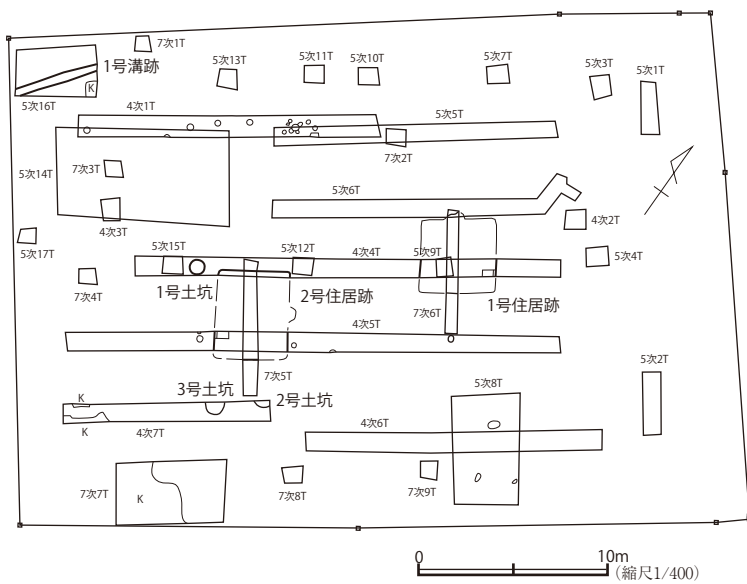 7次1T
1号溝跡
5次13T
5次11T
5次10T
5次7T
5次3T
5次1T
K
5次16T
4次1T
5次5T
7次2T
5次14T
7次3T
5次6T
4次3T
4次2T
5次17T
5次15T
5次12T
4次4T
5次9T
5次4T
7次4T
1号土坑
2号住居跡
1号住居跡
7次6T
4次5T
5次2T
7次5T
3号土坑
2号土坑
5次8T
K
K
4次7T
4次6T
7次7T
K
7次8T
7次9T
0
10m
(縮尺1/400)